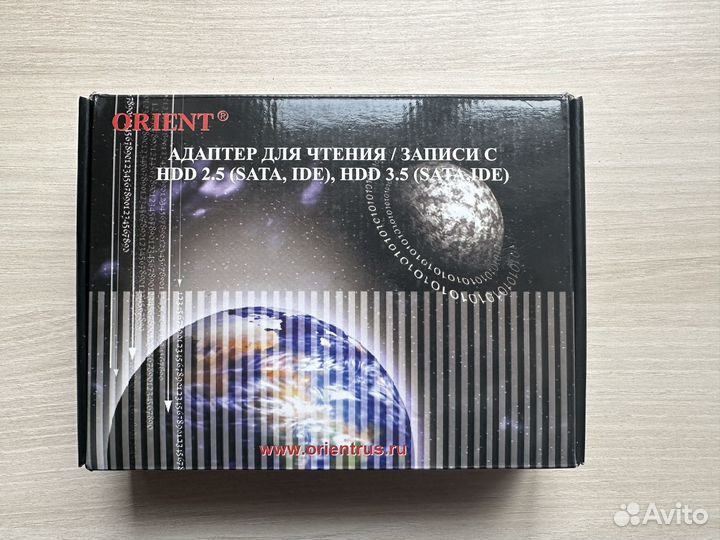 ORIENT®
АДАПТЕР ДЛЯ ЧТЕНИЯ / ЗАПИСИ С
HDD 2.5 (SATA, IDE), HDD 3.5 (SATA,IDE)
www.orientrus.ru
Avito